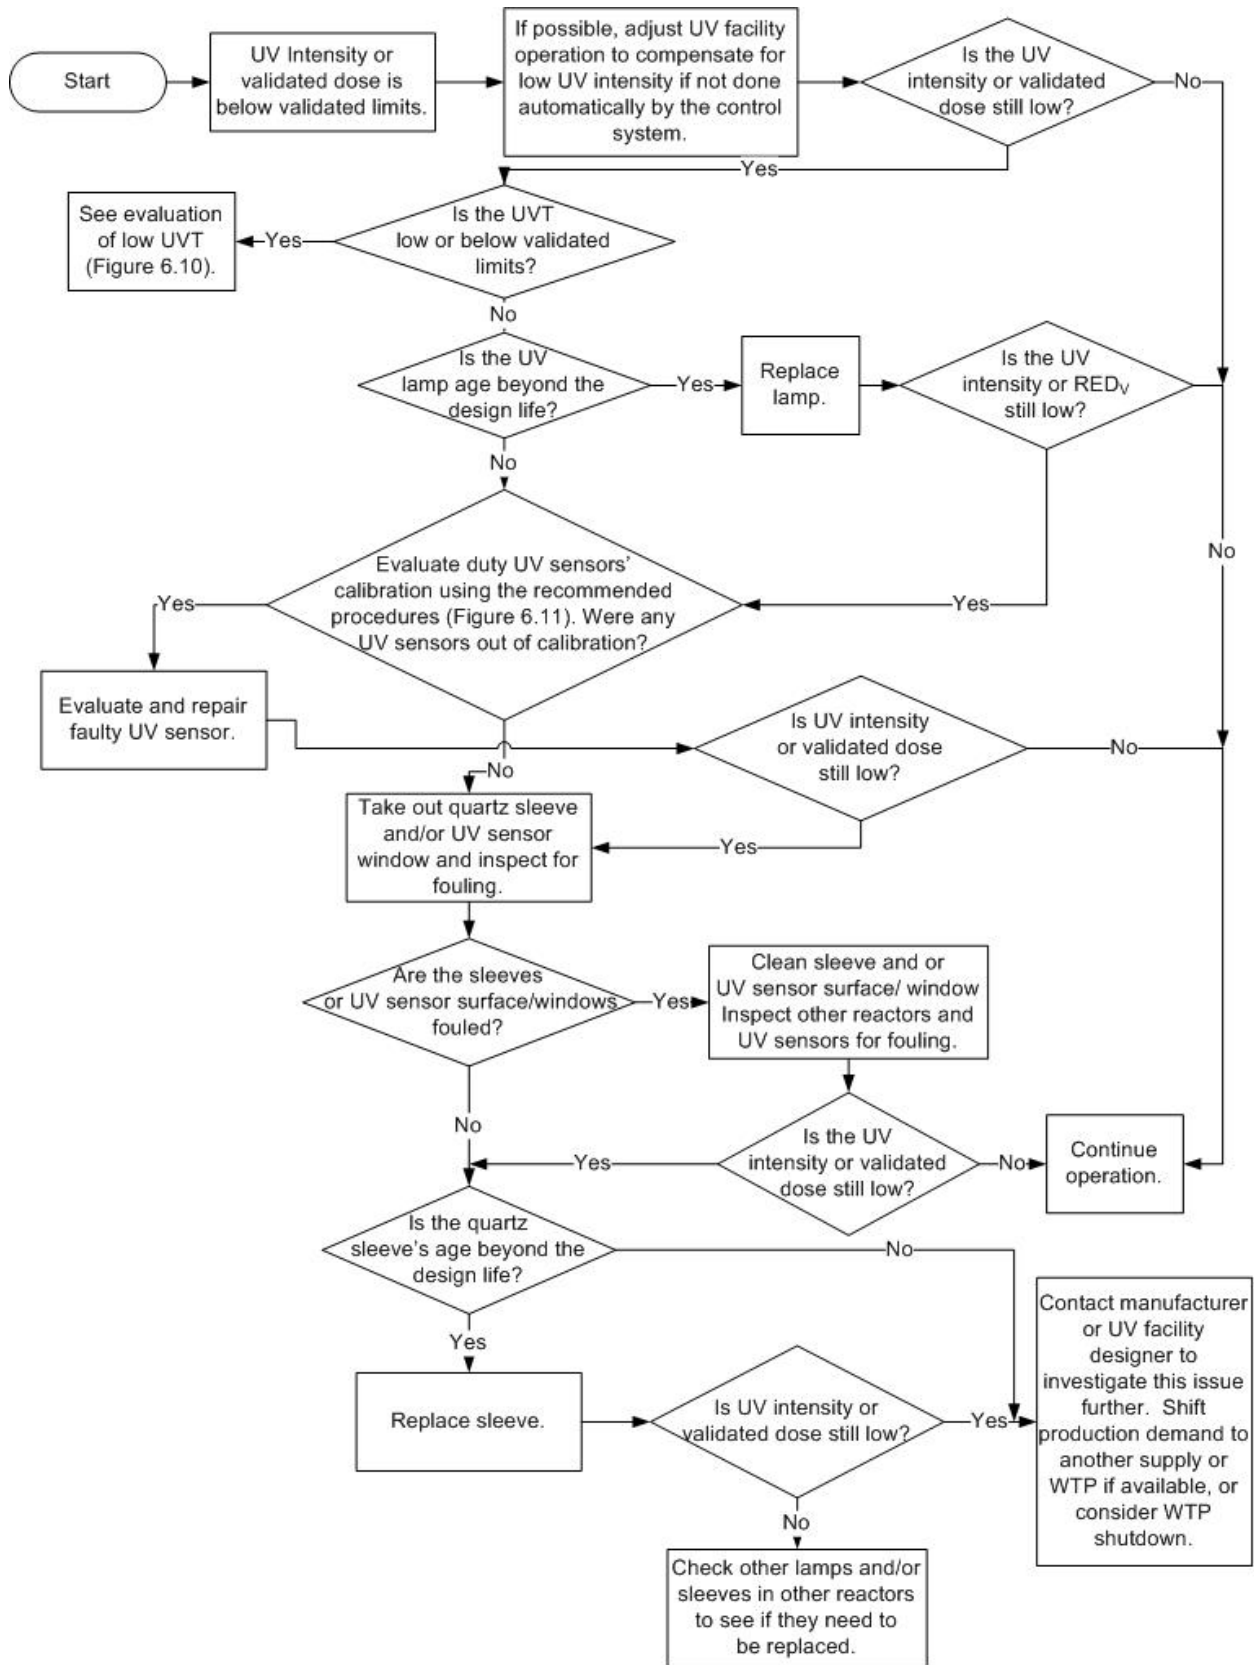 Start
UV Intensity or
validated dose is
below validated limits.
If possible, adjust UV facility
operation to compensate for
low UV intensity if not done
automatically by the control
system.
Is the UV
intensity or validated
dose still low?
No
Yes
See evaluation
of low UVT
(Figure 6.10).
Yes
Is the UVT
low or below validated
limits?
No
Is the UV
lamp age beyond the
design life?
Yes
Replace
lamp.
Is the UV
intensity or REDV
still low?
No
No
Evaluate duty UV sensors'
calibration using the recommended
procedures (Figure 6.11). Were any
UV sensors out of calibration?
Yes
Yes
Evaluate and repair
faulty UV sensor.
Is UV intensity
or validated dose
still low?
No
No
Take out quartz sleeve
and/or UV sensor
window and inspect for
fouling.
Yes
Are the sleeves
or UV sensor surface/windows
fouled?
Yes
Clean sleeve and or
UV sensor surface/ window
Inspect other reactors and
UV sensors for fouling.
No
Is the UV
intensity or validated
dose still low?
Yes
No
Continue
operation.
Is the quartz
sleeve's age beyond the
design life?
No
Yes
Replace sleeve.
Is UV intensity or
validated dose still low?
Yes
Contact manufacturer
or UV facility
designer to
investigate this issue
further. Shift
production demand to
another supply or
WTP if available, or
consider WTP
shutdown.
No
Check other lamps and/or
sleeves in other reactors
to see if they need to
be replaced.